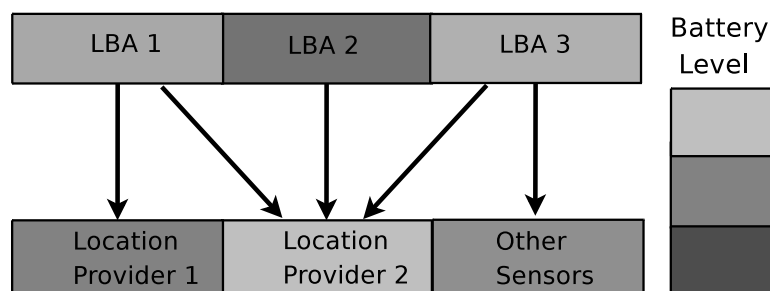 LBA 1
LBA 2
LBA 3
Battery
Level
Location
Provider 1
Location
Provider 2
Other
Sensors